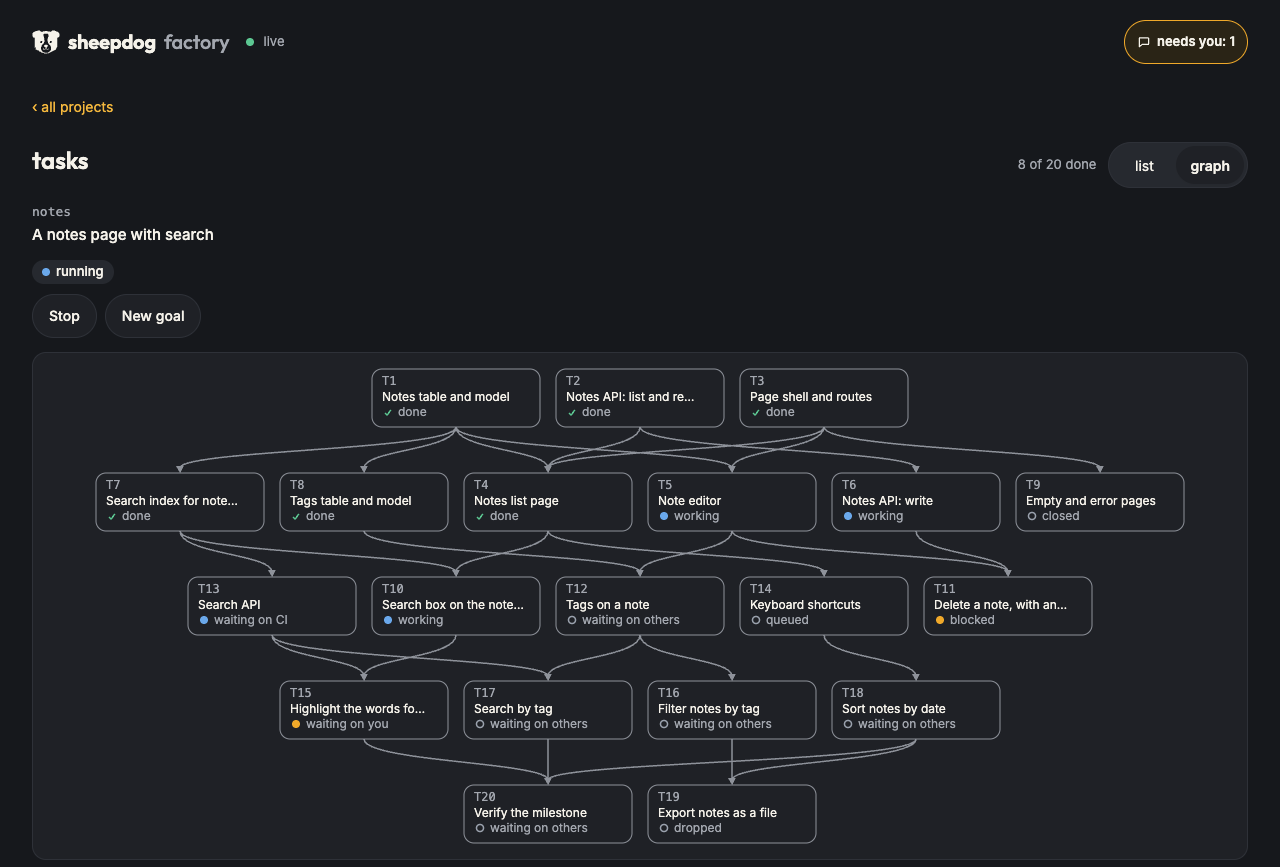 sheepdog factory live
needs you: 1
‹ all projects
tasks
8 of 20 done
list
graph
notes
A notes page with search
running
Stop
New goal
T1
Notes table and model
done
T2
Notes API: list and re...
done
T3
Page shell and routes
done
T7
Search index for note...
done
T8
Tags table and model
done
T4
Notes list page
done
T5
Note editor
working
T6
Notes API: write
working
T9
Empty and error pages
closed
T13
Search API
waiting on CI
T10
Search box on the note...
working
T12
Tags on a note
waiting on others
T14
Keyboard shortcuts
queued
T11
Delete a note, with an...
blocked
T15
Highlight the words fo...
waiting on you
T17
Search by tag
waiting on others
T16
Filter notes by tag
waiting on others
T18
Sort notes by date
waiting on others
T20
Verify the milestone
waiting on others
T19
Export notes as a file
dropped